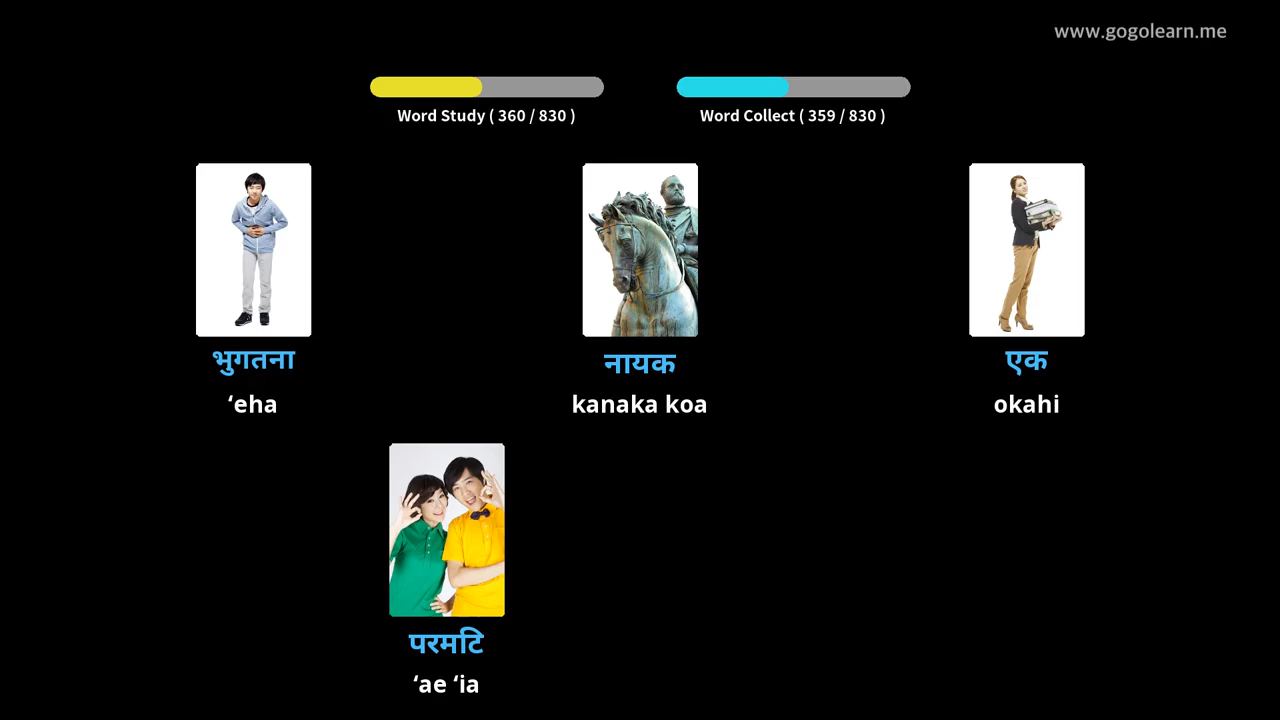 www.gogolearn.me
Word Study ( 360 / 830 )
Word Collect ( 359 / 830 )
भुगतना
नायक
एक
ʻeha
kanaka koa
okahi
परमटि
ʻae ʻia